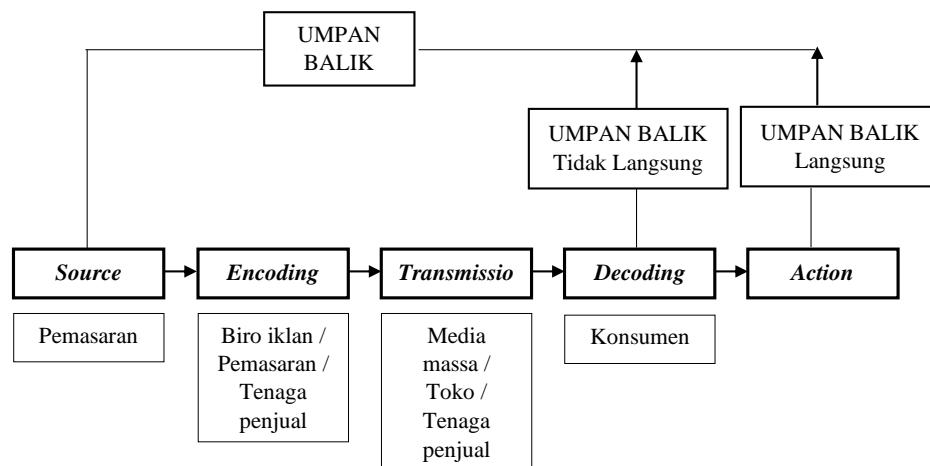 UMPAN
BALIK
UMPAN BALIK
Tidak Langsung
UMPAN BALIK
Langsung
Source
Encoding
Transmissio
Decoding
Action
Pemasaran
Biro iklan /
Pemasaran /
Tenaga
penjual
Media
massa /
Toko /
Tenaga
penjual
Konsumen